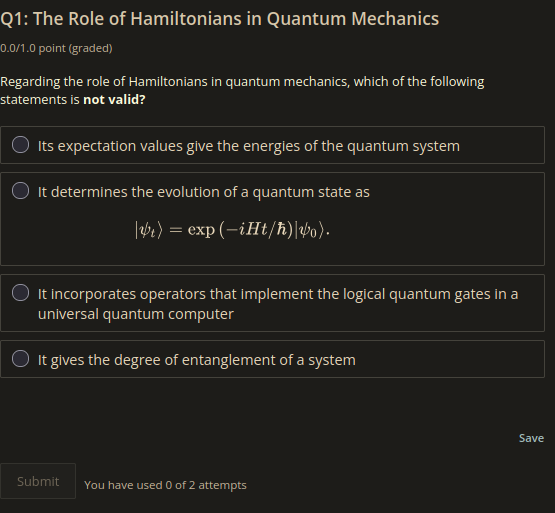 Q1: The Role of Hamiltonians in Quantum Mechanics
0.0/1.0 point (graded)
Regarding the role of Hamiltonians in quantum mechanics, which of the following
statements is not valid?
Its expectation values give the energies of the quantum system
It determines the evolution of a quantum state as
|ψₜ⟩ = exp (−iHt/ħ)|ψ₀⟩.
It incorporates operators that implement the logical quantum gates in a
universal quantum computer
It gives the degree of entanglement of a system
Save
Submit
You have used 0 of 2 attempts